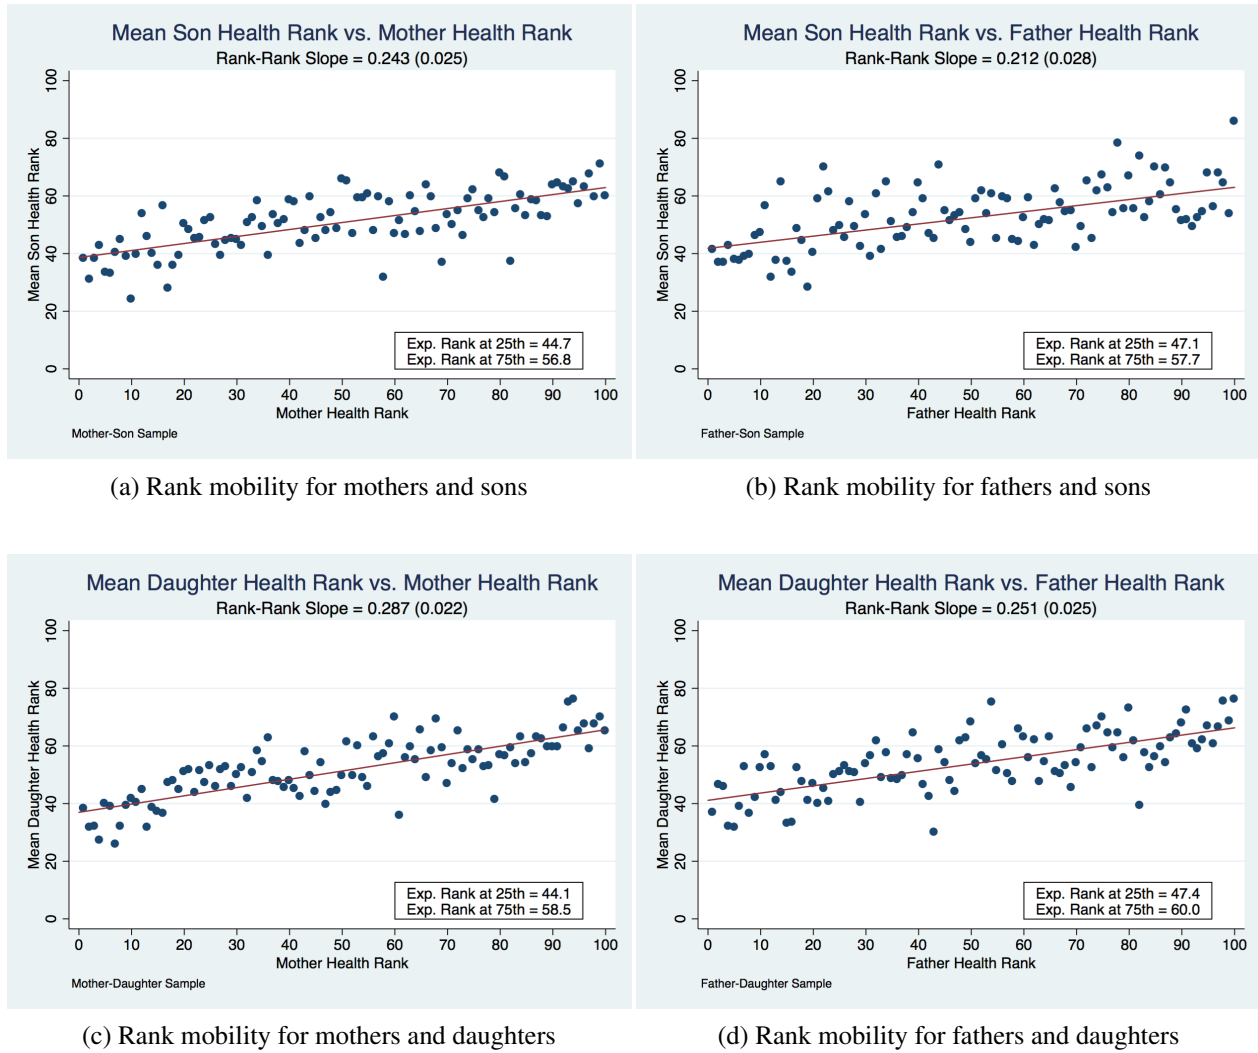 Mean Son Health Rank vs. Mother Health Rank
Rank-Rank Slope = 0.243 (0.025)
Mean Son Health Rank
100
80
60
40
20
0
Exp. Rank at 25th = 44.7
Exp. Rank at 75th = 56.8
0 10 20 30 40 50 60 70 80 90 100
Mother Health Rank
Mother-Son Sample
(a) Rank mobility for mothers and sons
Mean Son Health Rank vs. Father Health Rank
Rank-Rank Slope = 0.212 (0.028)
Mean Son Health Rank
100
80
60
40
20
0
Exp. Rank at 25th = 47.1
Exp. Rank at 75th = 57.7
0 10 20 30 40 50 60 70 80 90 100
Father Health Rank
Father-Son Sample
(b) Rank mobility for fathers and sons
Mean Daughter Health Rank vs. Mother Health Rank
Rank-Rank Slope = 0.287 (0.022)
Mean Daughter Health Rank
100
80
60
40
20
0
Exp. Rank at 25th = 44.1
Exp. Rank at 75th = 58.5
0 10 20 30 40 50 60 70 80 90 100
Mother Health Rank
Mother-Daughter Sample
(c) Rank mobility for mothers and daughters
Mean Daughter Health Rank vs. Father Health Rank
Rank-Rank Slope = 0.251 (0.025)
Mean Daughter Health Rank
100
80
60
40
20
0
Exp. Rank at 25th = 47.4
Exp. Rank at 75th = 60.0
0 10 20 30 40 50 60 70 80 90 100
Father Health Rank
Father-Daughter Sample
(d) Rank mobility for fathers and daughters